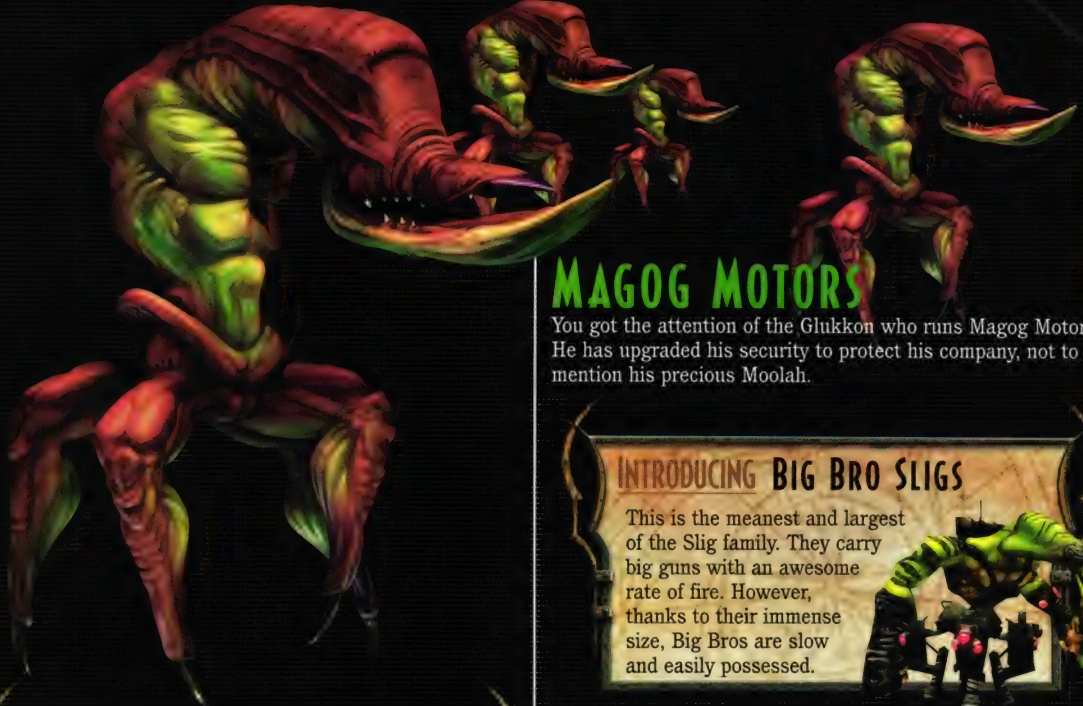 MAGOG MOTORS
You got the attention of the Glukkon who runs Magog Motor
He has upgraded his security to protect his company, not to
mention his precious Moolah.
INTRODUCING BIG BRO SLIGS
This is the meanest and largest
of the Slig family. They carry
big guns with an awesome
rate of fire. However,
thanks to their immense
size, Big Bros are slow
and easily possessed.